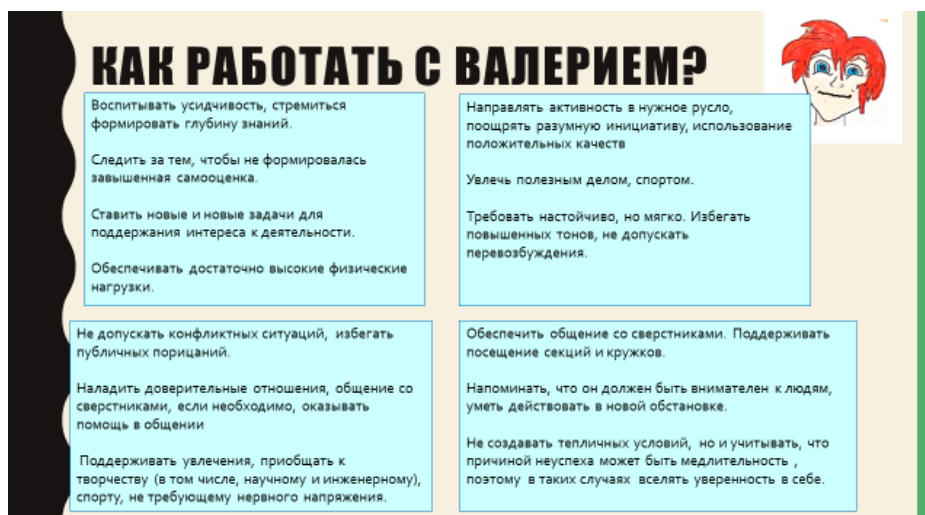 КАК РАБОТАТЬ С ВАЛЕРИЕМ?
Воспитывать усидчивость, стремиться
формировать глубину знаний.
Следить за тем, чтобы не формировалась
завышенная самооценка.
Ставить новые и новые задачи для
поддержания интереса к деятельности.
Обеспечивать достаточно высокие физические
нагрузки.
Направлять активность в нужное русло,
поощрять разумную инициативу, использование
положительных качеств
Увлечь полезным делом, спортом.
Требовать настойчиво, но мягко. Избегать
повышенных тонов, не допускать
перевозбуждения.
Не допускать конфликтных ситуаций, избегать
публичных порицаний.
Наладить доверительные отношения, общение со
сверстниками, если необходимо, оказывать
помощь в общении
Поддерживать увлечения, приобщать к
творчеству (в том числе, научному и инженерному),
спорту, не требующему нервного напряжения.
Обеспечить общение со сверстниками. Поддерживать
посещение секций и кружков.
Напоминать, что он должен быть внимателен к людям,
уметь действовать в новой обстановке.
Не создавать тепличных условий, но и учитывать, что
причиной неуспеха может быть медлительность ,
поэтому в таких случаях вселять уверенность в себе.